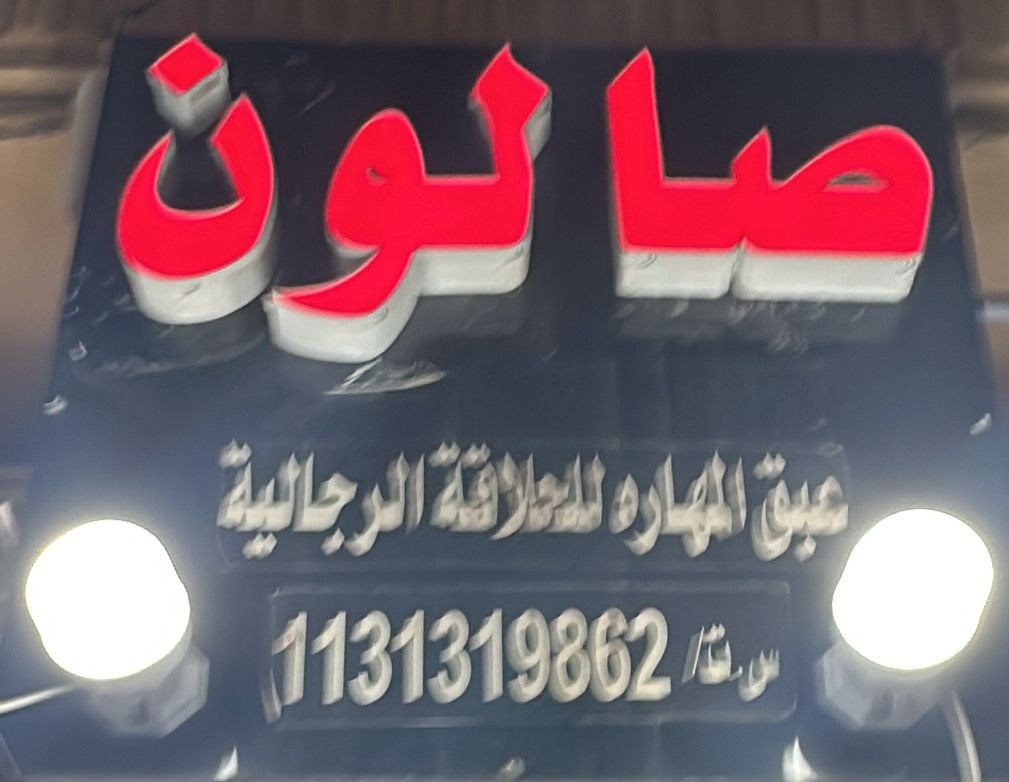 صالون
عبق المهاره للحلاقة الرجالية
س.ت/ 1131319862